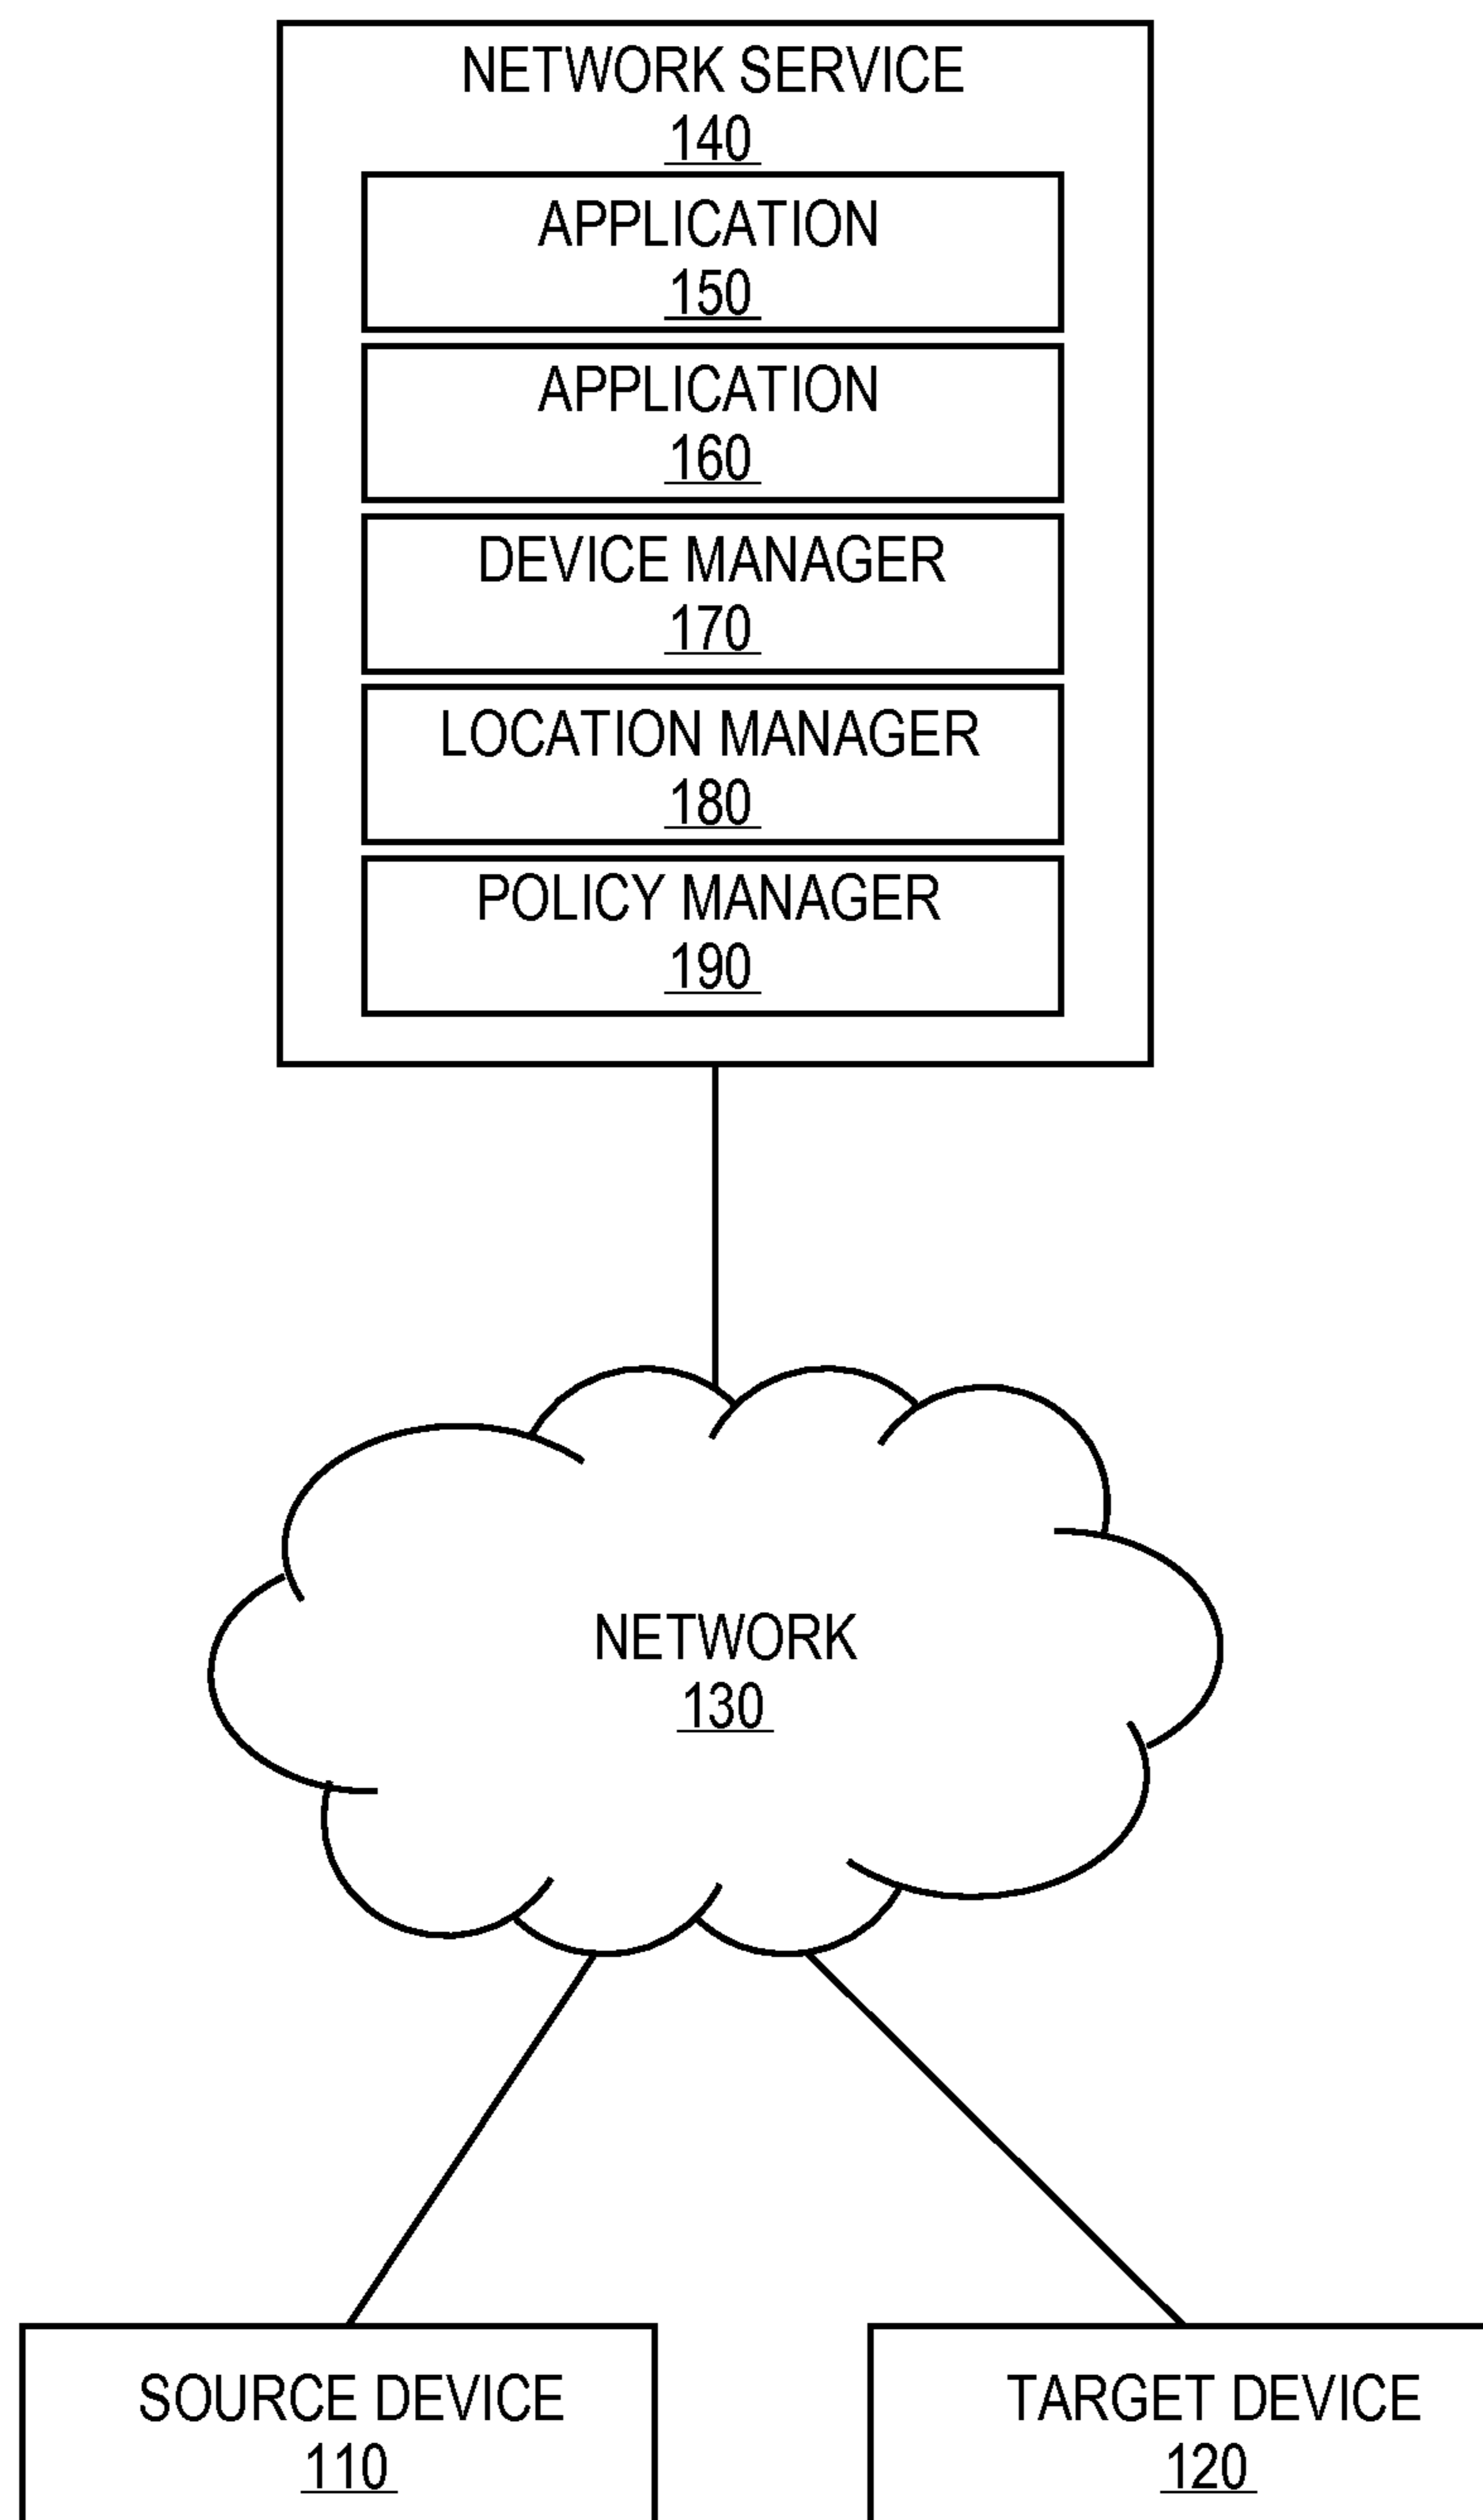 NETWORK SERVICE
140
APPLICATION
150
APPLICATION
160
DEVICE MANAGER
170
LOCATION MANAGER
180
POLICY MANAGER
190
NETWORK
130
SOURCE DEVICE
110
TARGET DEVICE
120